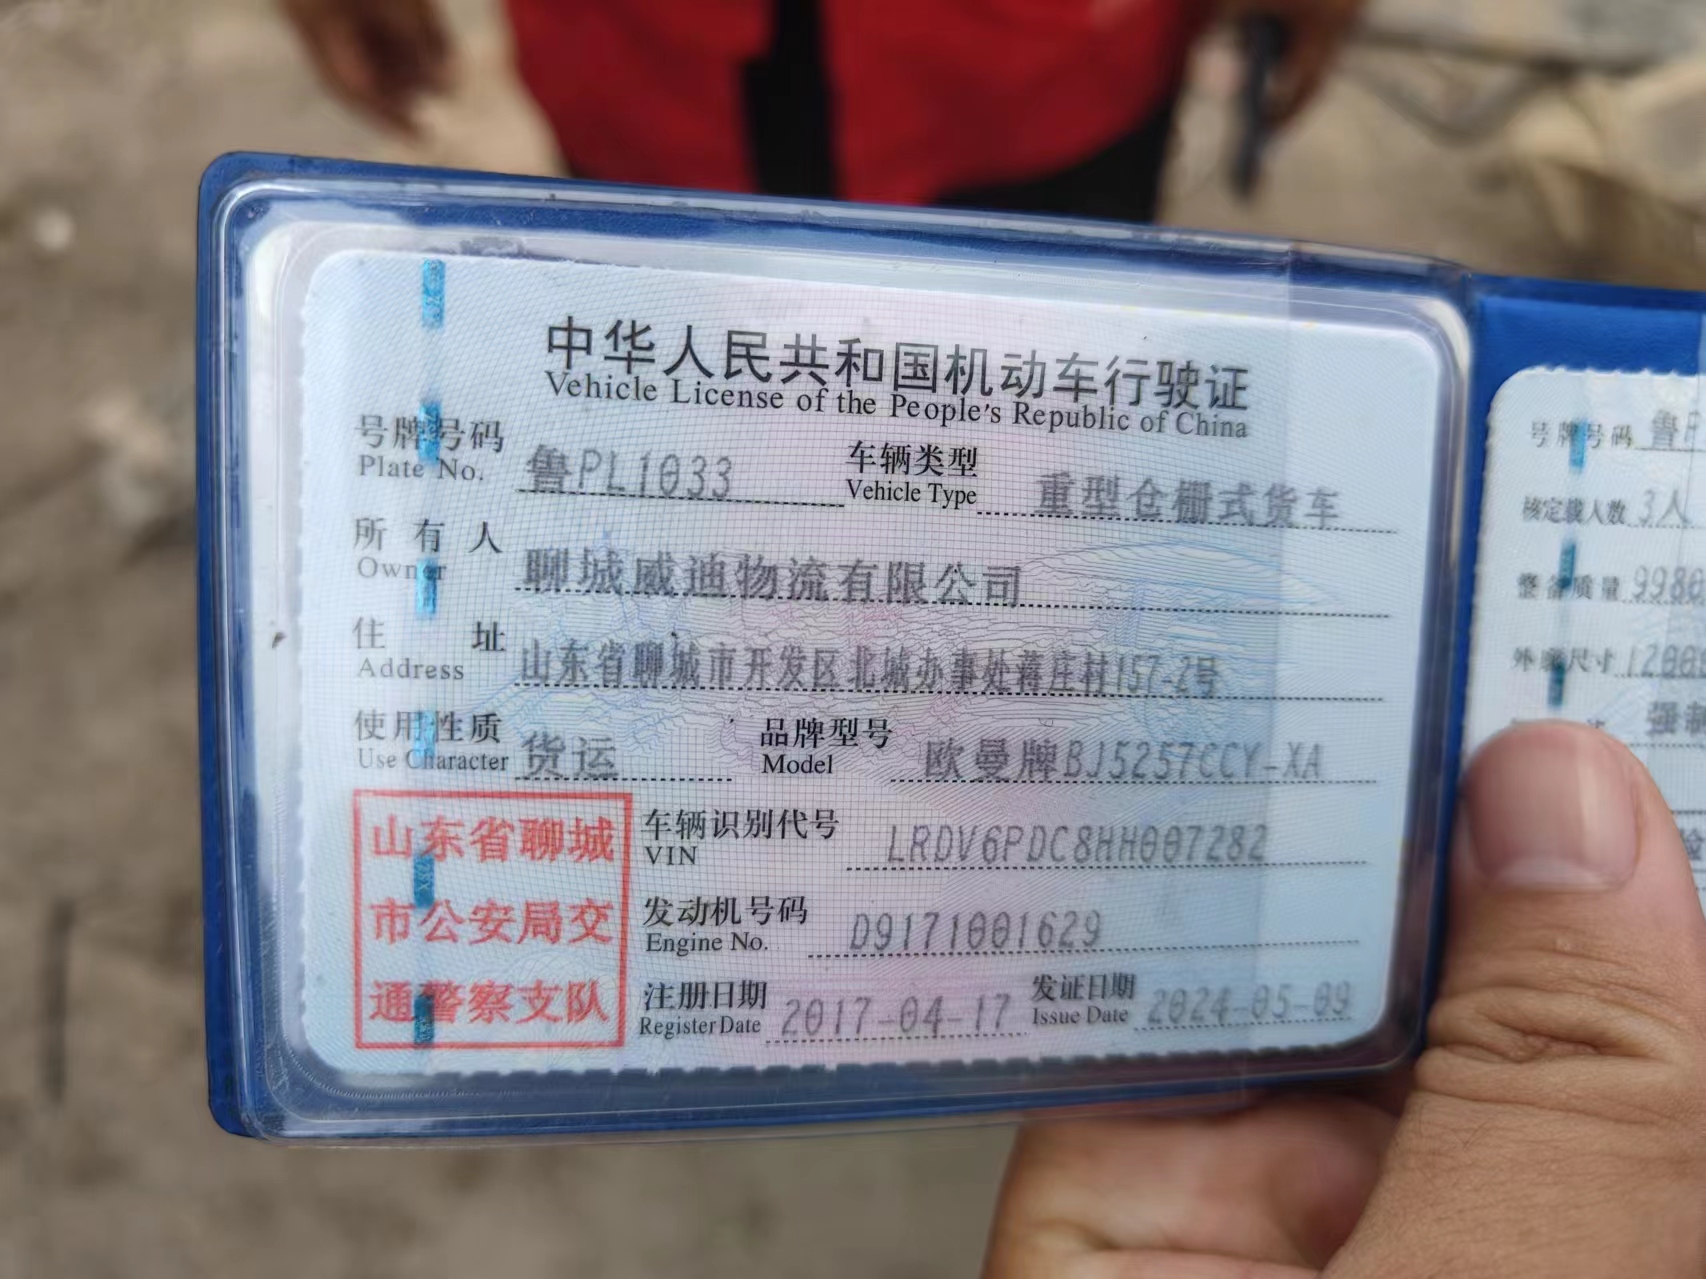 中华人民共和国机动车行驶证
Vehicle License of the People's Republic of China
号牌号码 鲁PL1033 车辆类型 重型仓栅式货车
Plate No. Vehicle Type
所有人 聊城威迪物流有限公司
Owner
住址 山东省聊城市开发区北城办事处蒋庄村157-2号
Address
使用性质 货运 品牌型号 欧曼牌BJ5257CCY-XA
Use Character Model
山东省聊城
市公安局交
通警察支队
车辆识别代号 LRDV6PDC8HH007282
VIN
发动机号码 D9171001629
Engine No.
注册日期 2017-04-17 发证日期 2024-05-09
Register Date Issue Date
号牌号码 鲁
核定载人数 3人
整备质量 998
外廓尺寸 1200
强制